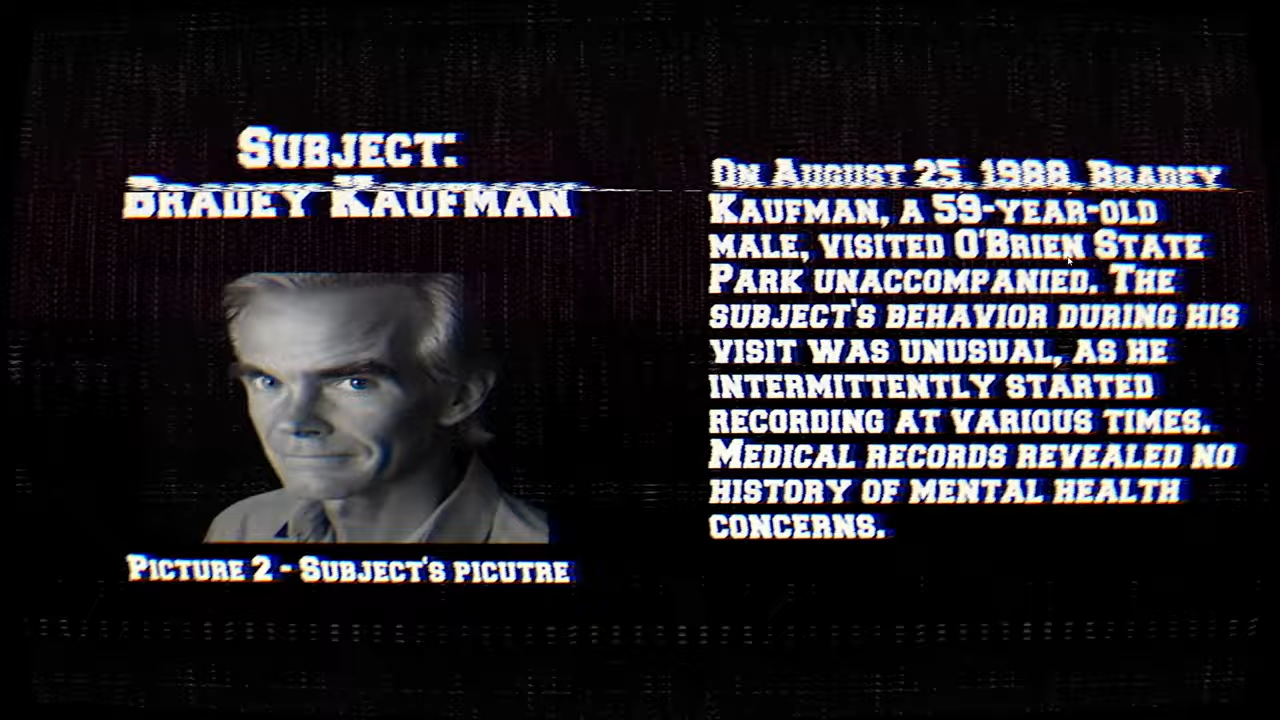 Subject:
Bradey Kaufman
On August 25, 1988, Bradey
Kaufman, a 59-year-old
male, visited O'Brien State
Park unaccompanied. The
subject's behavior during his
visit was unusual, as he
intermittently started
recording at various times.
Medical records revealed no
history of mental health
concerns.
Picture 2 - Subject's picutre